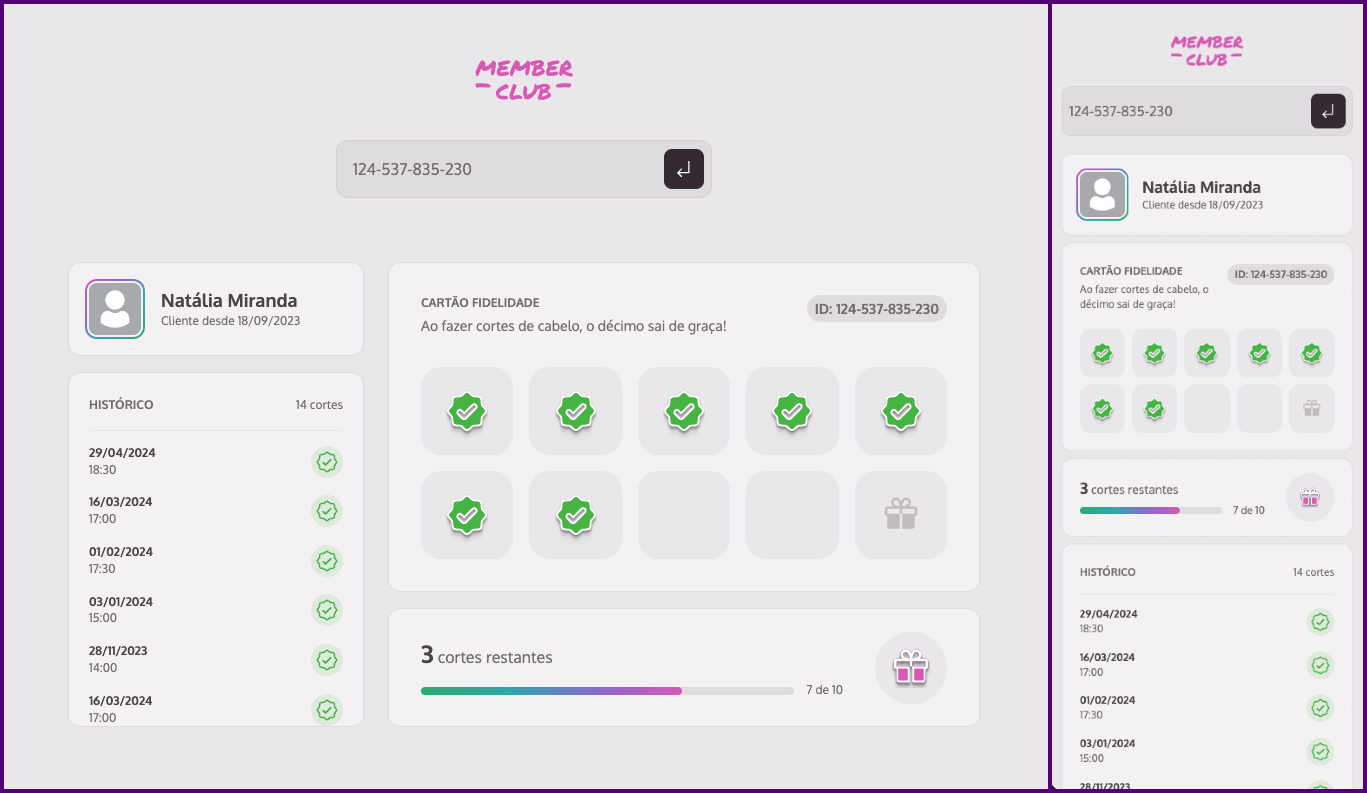 MEMBER
CLUB
124-537-835-230
Natália Miranda
Cliente desde 18/09/2023
HISTÓRICO
14 cortes
29/04/2024
18:30
16/03/2024
17:00
01/02/2024
17:30
03/01/2024
15:00
28/11/2023
14:00
16/03/2024
17:00
CARTÃO FIDELIDADE
ID: 124-537-835-230
Ao fazer cortes de cabelo, o décimo sai de graça!
3 cortes restantes
7 de 10
MEMBER
CLUB
124-537-835-230
Natália Miranda
Cliente desde 18/09/2023
CARTÃO FIDELIDADE
ID: 124-537-835-230
Ao fazer cortes de cabelo, o
décimo sai de graça!
3 cortes restantes
7 de 10
HISTÓRICO
14 cortes
29/04/2024
18:30
16/03/2024
17:00
01/02/2024
17:30
03/01/2024
15:00
28/11/2023